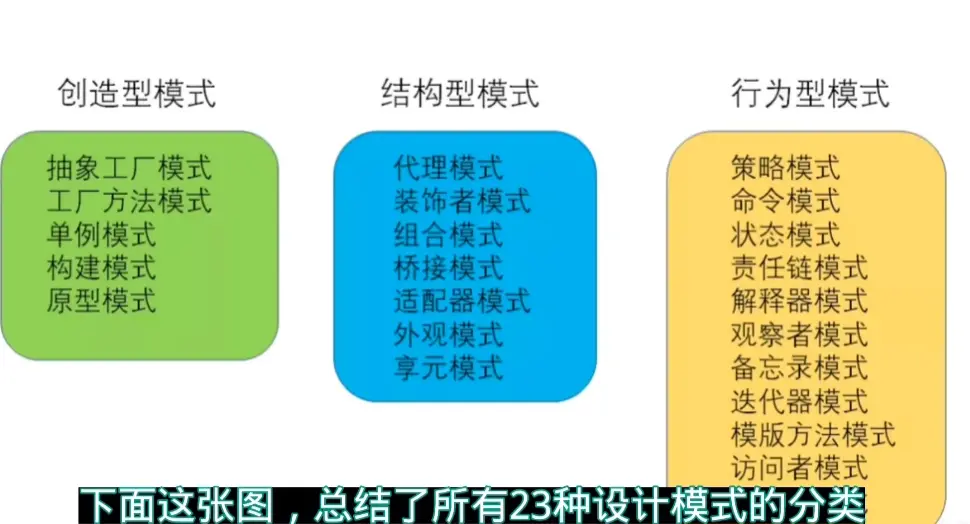 创造型模式
抽象工厂模式
工厂方法模式
单例模式
构建模式
原型模式
结构型模式
代理模式
装饰者模式
组合模式
桥接模式
适配器模式
外观模式
享元模式
行为型模式
策略模式
命令模式
状态模式
责任链模式
解释器模式
观察者模式
备忘录模式
迭代器模式
模版方法模式
访问者模式
下面这张图，总结了所有23种设计模式的分类